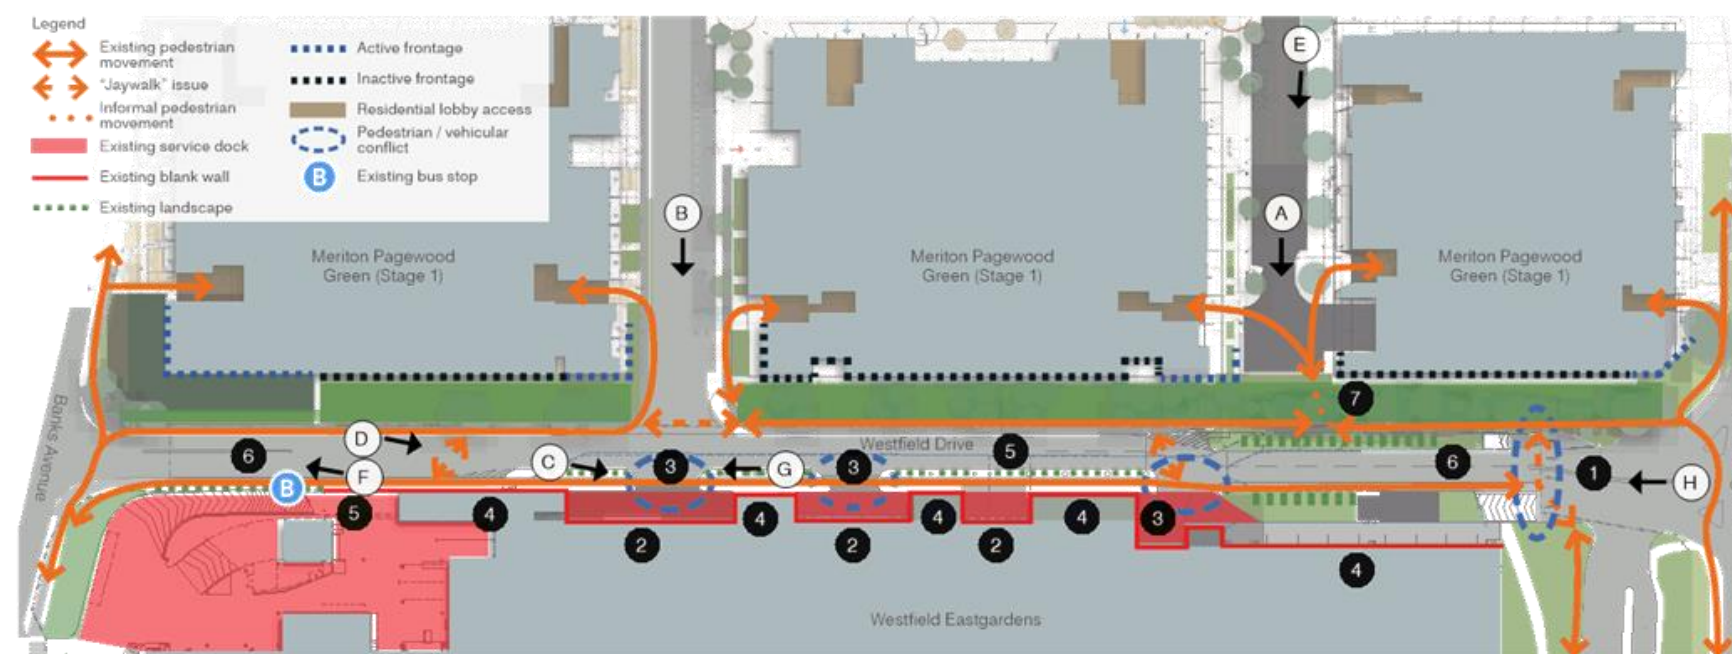 Legend
Existing pedestrian
movement
"Jaywalk" issue
Informal pedestrian
movement
Existing service dock
Existing blank wall
Existing landscape
Active frontage
Inactive frontage
Residential lobby access
Pedestrian / vehicular
conflict
B
Existing bus stop
E
B
A
Meriton Pagewood
Green (Stage 1)
Meriton Pagewood
Green (Stage 1)
Meriton Pagewood
Green (Stage 1)
7
Banks Avenue
D
Westfield Drive
5
6
C
3
G
3
6
1
F
H
B
5
4
4
4
4
3
2
2
2
4
Westfield Eastgardens